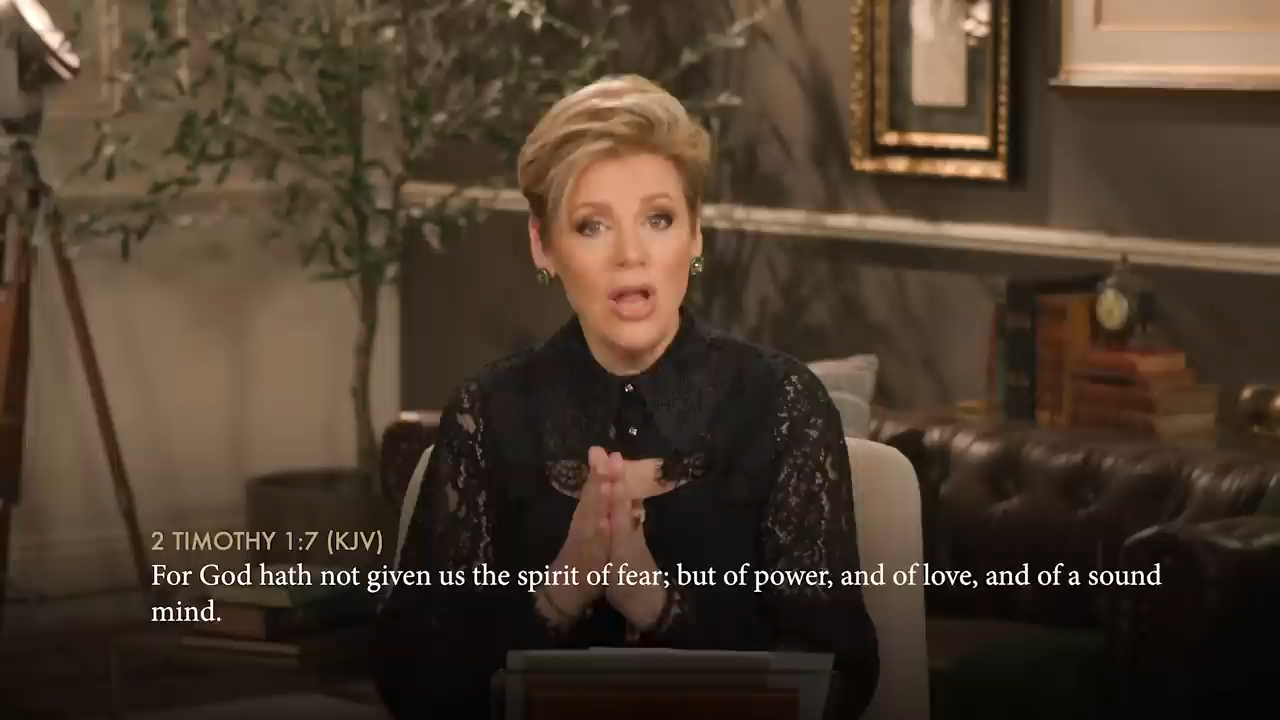 2 TIMOTHY 1:7 (KJV)
For God hath not given us the spirit of fear; but of power, and of love, and of a sound
mind.